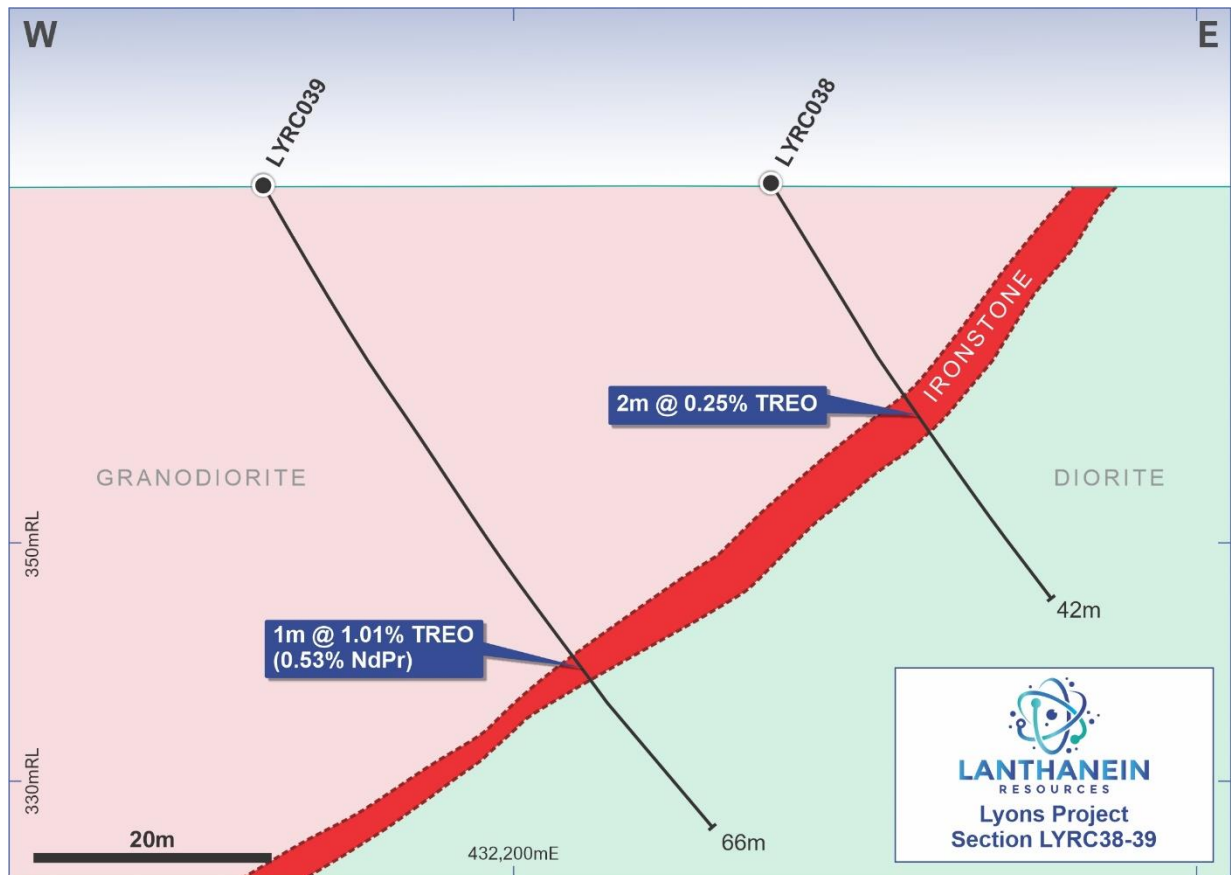 W
E
LYRC039
LYRC038
IRONSTONE
2m @ 0.25% TREO
GRANODIORITE
DIORITE
350mRL
42m
1m @ 1.01% TREO
(0.53% NdPr)
330mRL
20m
432,200mE
66m
LANTHANEIN
RESOURCES
Lyons Project
Section LYRC38-39